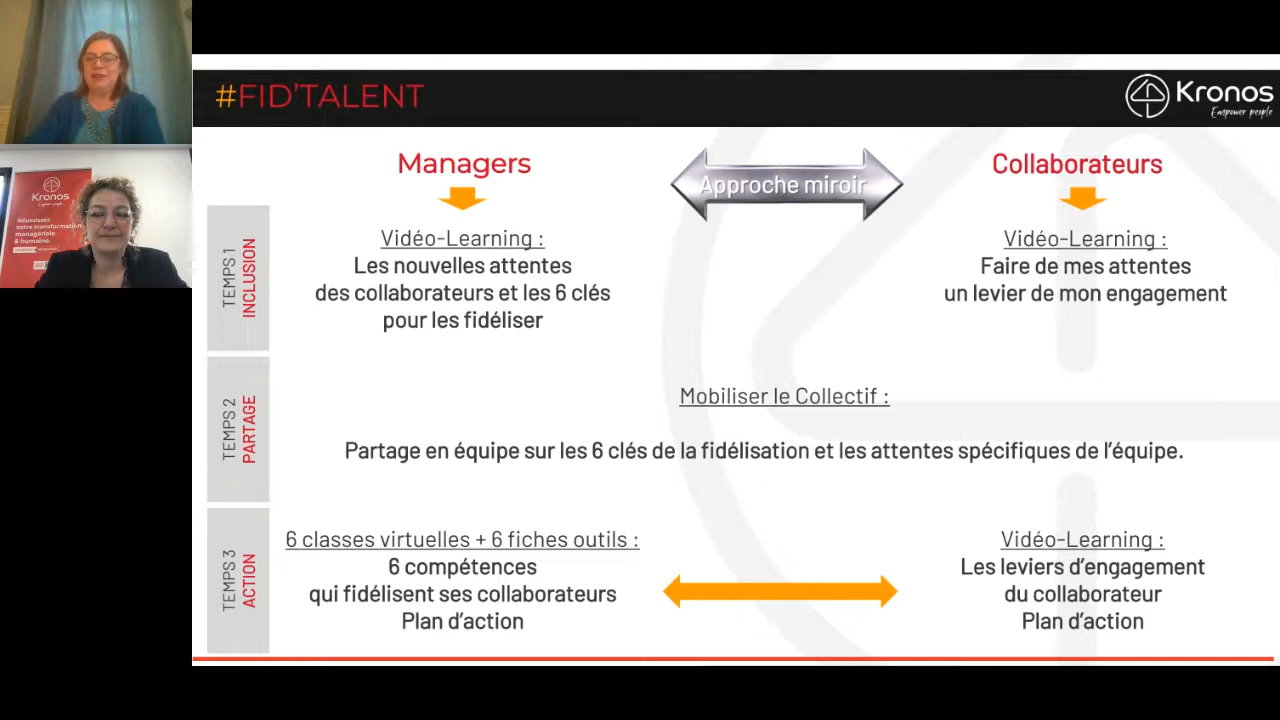 #FID'TALENT
Kronos
Empower people
Managers
Approche miroir
Collaborateurs
TEMPS 1
INCLUSION
Vidéo-Learning :
Les nouvelles attentes
des collaborateurs et les 6 clés
pour les fidéliser
Vidéo-Learning :
Faire de mes attentes
un levier de mon engagement
TEMPS 2
PARTAGE
Mobiliser le Collectif :
Partage en équipe sur les 6 clés de la fidélisation et les attentes spécifiques de l'équipe.
TEMPS 3
ACTION
6 classes virtuelles + 6 fiches outils :
6 compétences
qui fidélisent ses collaborateurs
Plan d'action
Vidéo-Learning :
Les leviers d'engagement
du collaborateur
Plan d'action
Kronos
Empower people
Réussissez
votre transformation
managériale
& humaine.